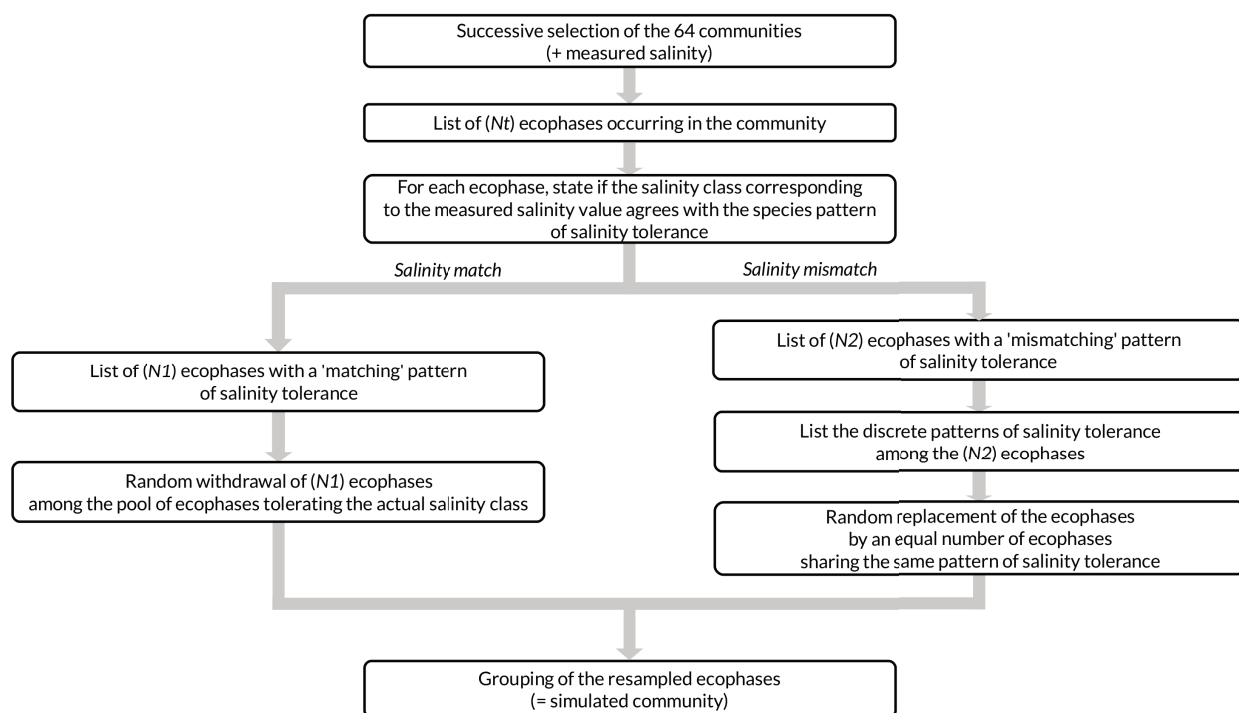 Successive selection of the 64 communities
(+ measured salinity)
List of (Nt) ecophases occurring in the community
For each ecophase, state if the salinity class corresponding
to the measured salinity value agrees with the species pattern
of salinity tolerance
Salinity match
Salinity mismatch
List of (N1) ecophases with a 'matching' pattern
of salinity tolerance
Random withdrawal of (N1) ecophases
among the pool of ecophases tolerating the actual salinity class
List of (N2) ecophases with a 'mismatching' pattern
of salinity tolerance
List the discrete patterns of salinity tolerance
among the (N2) ecophases
Random replacement of the ecophases
by an equal number of ecophases
sharing the same pattern of salinity tolerance
Grouping of the resampled ecophases
(= simulated community)